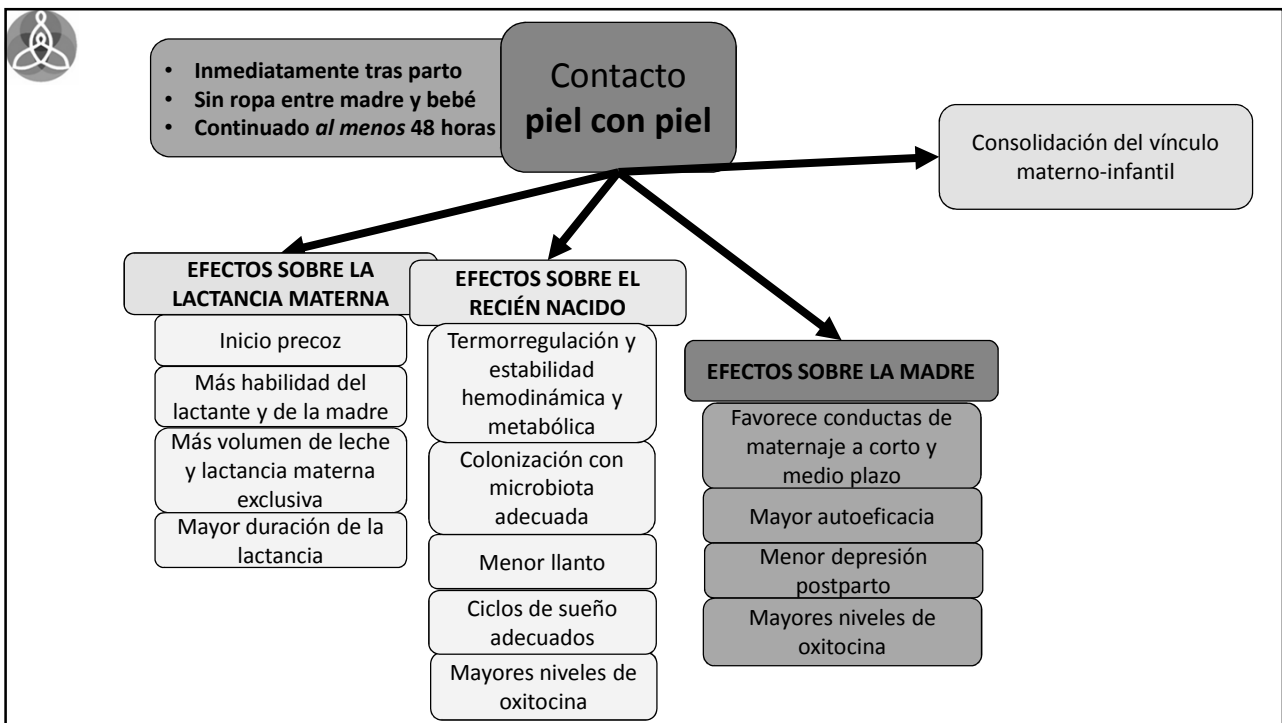 • Inmediatamente tras parto
• Sin ropa entre madre y bebé
• Continuado al menos 48 horas
Contacto
piel con piel
Consolidación del vínculo
materno-infantil
EFECTOS SOBRE LA
LACTANCIA MATERNA
Inicio precoz
Más habilidad del
lactante y de la madre
Más volumen de leche
y lactancia materna
exclusiva
Mayor duración de la
lactancia
EFECTOS SOBRE EL
RECIÉN NACIDO
Termorregulación y
estabilidad
hemodinámica y
metabólica
Colonización con
microbiota
adecuada
Menor llanto
Ciclos de sueño
adecuados
Mayores niveles de
oxitocina
EFECTOS SOBRE LA MADRE
Favorece conductas de
maternaje a corto y
medio plazo
Mayor autoeficacia
Menor depresión
postparto
Mayores niveles de
oxitocina